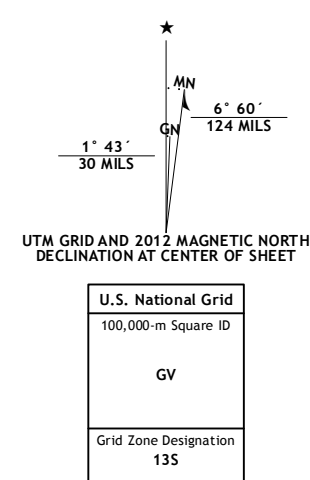 ★
MN
GN
6° 60´
124 MILS
1° 43´
30 MILS
UTM GRID AND 2012 MAGNETIC NORTH
DECLINATION AT CENTER OF SHEET
U.S. National Grid
100,000-m Square ID
GV
Grid Zone Designation
13S